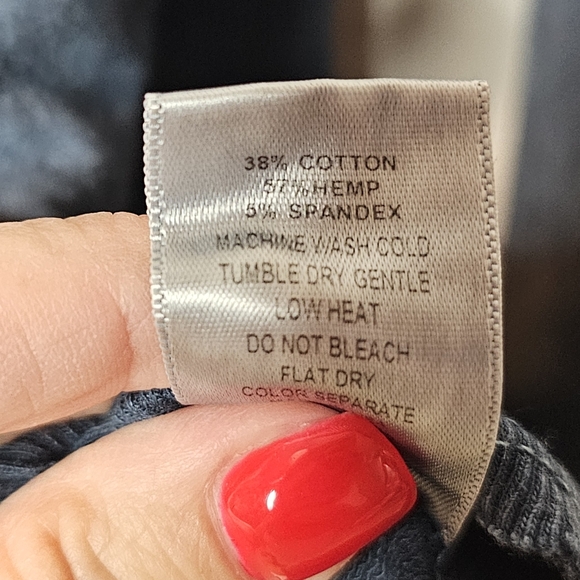 38% COTTON
57% HEMP
5% SPANDEX
MACHINE WASH COLD
TUMBLE DRY GENTLE
LOW HEAT
DO NOT BLEACH
FLAT DRY
COLOR SEPARATE